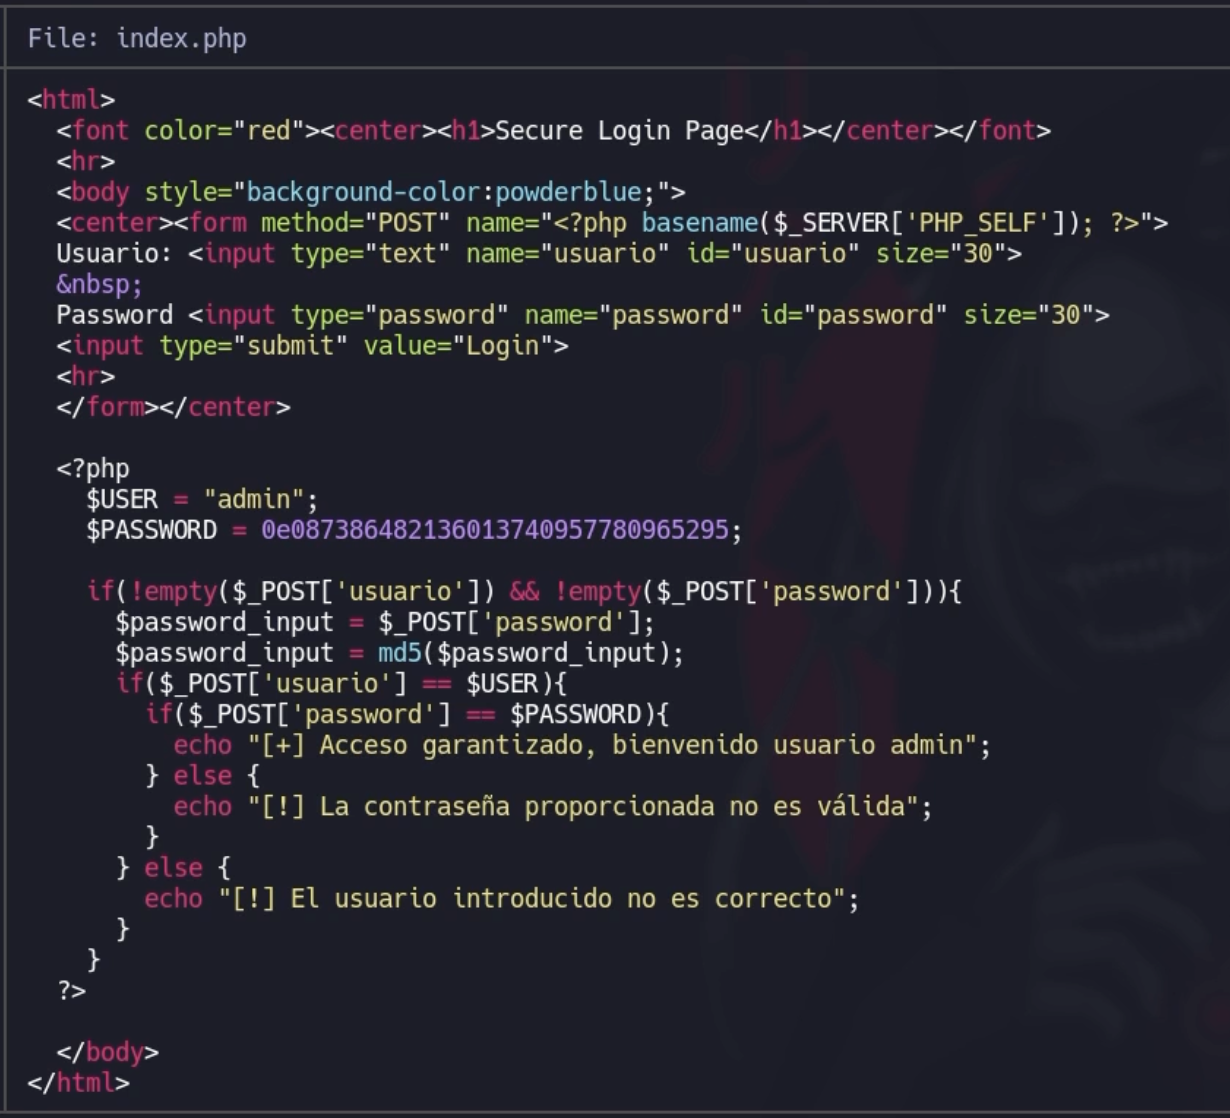 File: index.php
<html>
<font color="red"><center><h1>Secure Login Page</h1></center></font>
<hr>
<body style="background-color:powderblue;">
<center><form method="POST" name="<?php basename($_SERVER['PHP_SELF']); ?>">
Usuario: <input type="text" name="usuario" id="usuario" size="30">
&nbsp;
Password <input type="password" name="password" id="password" size="30">
<input type="submit" value="Login">
<hr>
</form></center>
<?php
$USER = "admin";
$PASSWORD = 0e087386482136013740957780965295;
if(!empty($_POST['usuario']) && !empty($_POST['password'])){
$password_input = $_POST['password'];
$password_input = md5($password_input);
if($_POST['usuario'] == $USER){
if($_POST['password'] == $PASSWORD){
echo "[+] Acceso garantizado, bienvenido usuario admin";
} else {
echo "[!] La contraseña proporcionada no es válida";
}
} else {
echo "[!] El usuario introducido no es correcto";
}
}
?>
</body>
</html>